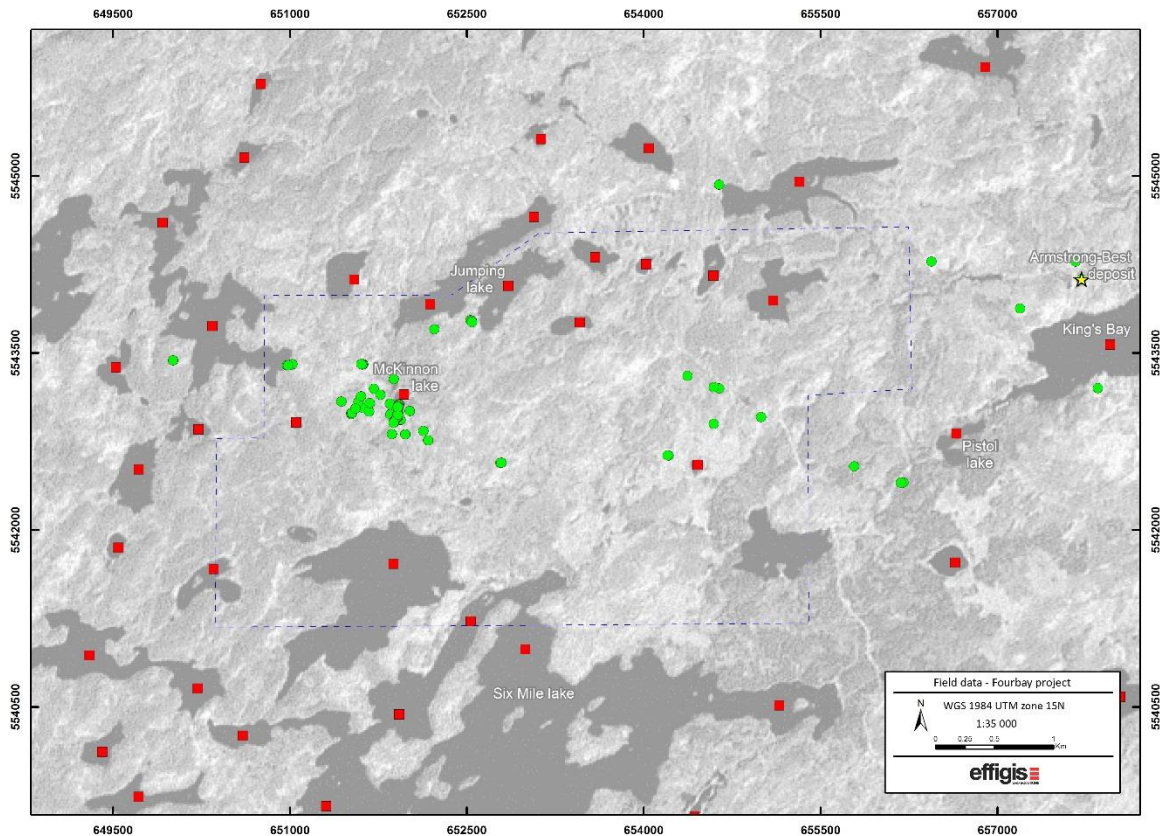 649500 651000 652500 654000 655500 657000
5545000 5545000
Armstrong-Best
deposit
Jumping
lake
King's Bay
5543500 5543500
McKinnon
lake
Pistol
lake
5542000 5542000
Six Mile lake
5540500 5540500
Field data - Fourbay project
N
WGS 1984 UTM zone 15N
1:35 000
0 0.25 0.5 1
Km
effigis
649500 651000 652500 654000 655500 657000